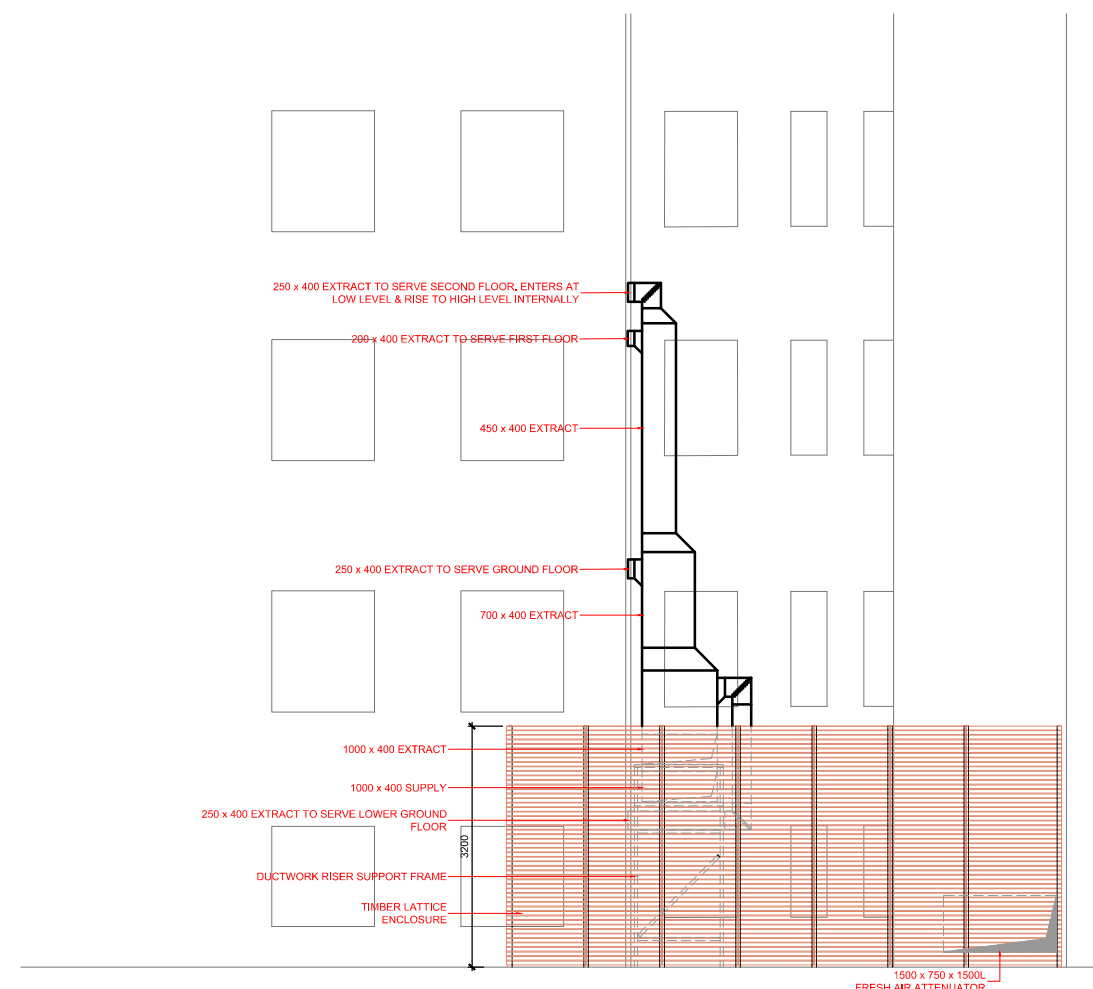 250 x 400 EXTRACT TO SERVE SECOND FLOOR, ENTERS AT
LOW LEVEL & RISE TO HIGH LEVEL INTERNALLY
200 x 400 EXTRACT TO SERVE FIRST FLOOR
450 x 400 EXTRACT
250 x 400 EXTRACT TO SERVE GROUND FLOOR
700 x 400 EXTRACT
1000 x 400 EXTRACT
1000 x 400 SUPPLY
250 x 400 EXTRACT TO SERVE LOWER GROUND
FLOOR
3200
DUCTWORK RISER SUPPORT FRAME
TIMBER LATTICE
ENCLOSURE
1500 x 750 x 1500L
FRESH AIR ATTENUATOR